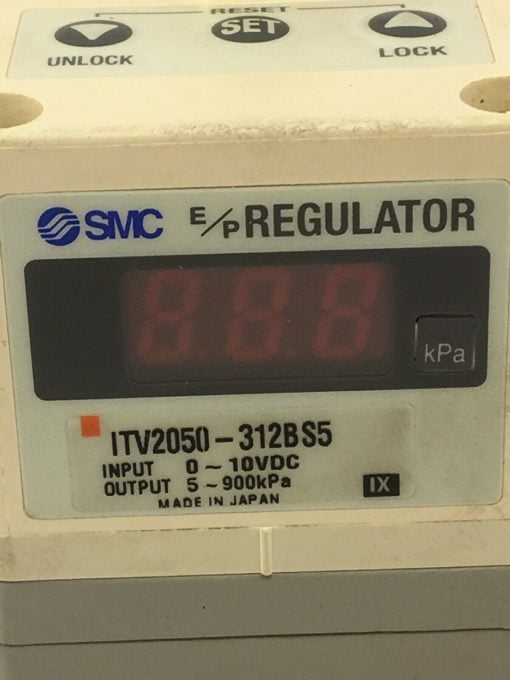 RESET
SET
UNLOCK
LOCK
SMC E/P REGULATOR
888
kPa
ITV2050-312BS5
INPUT 0~10VDC
OUTPUT 5~900kPa
IX
MADE IN JAPAN